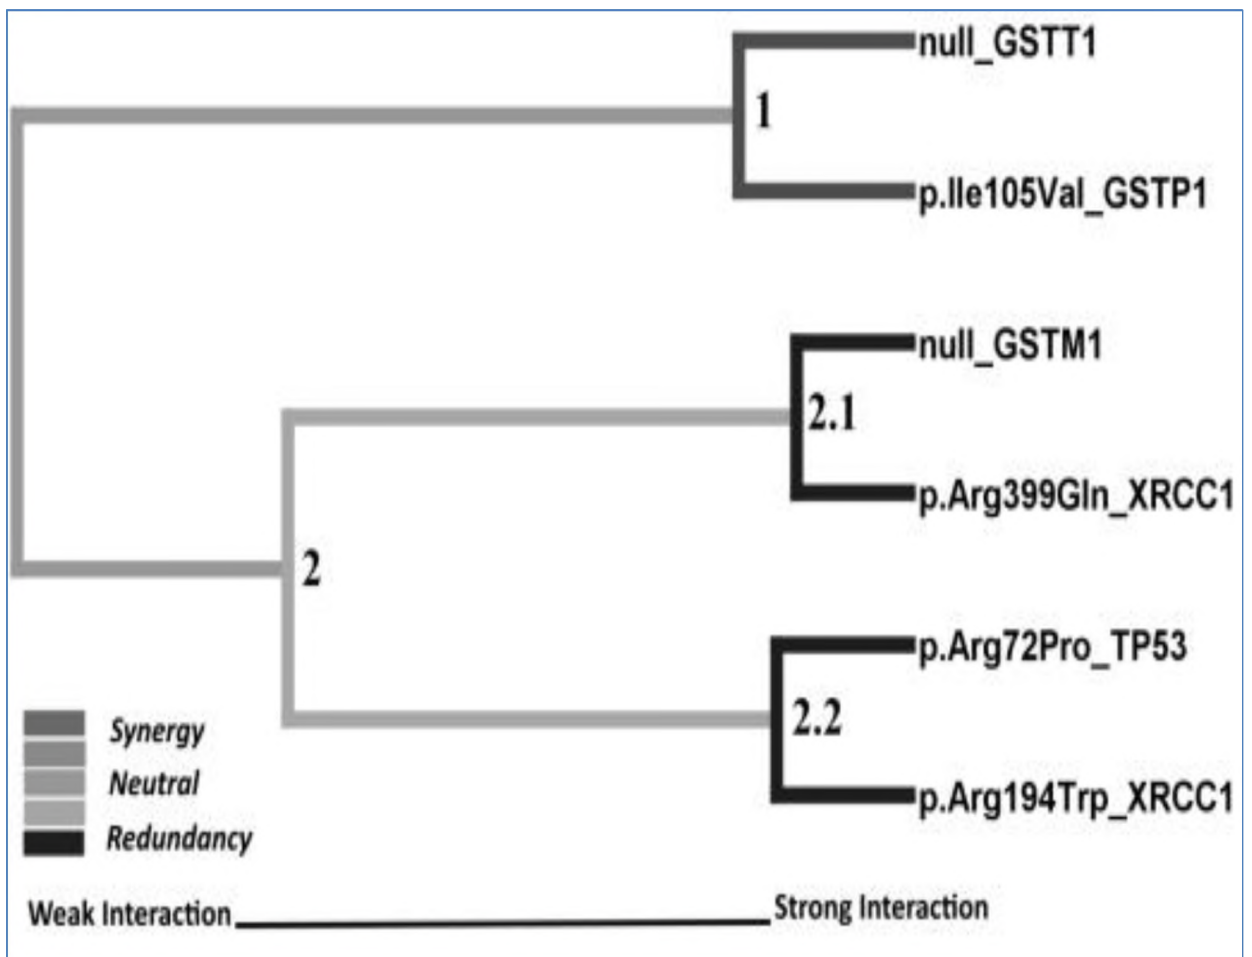 null_GSTT1
1
p.Ile105Val_GSTP1
null_GSTM1
2.1
p.Arg399Gln_XRCC1
2
p.Arg72Pro_TP53
2.2
p.Arg194Trp_XRCC1
Synergy
Neutral
Redundancy
Weak Interaction
Strong Interaction